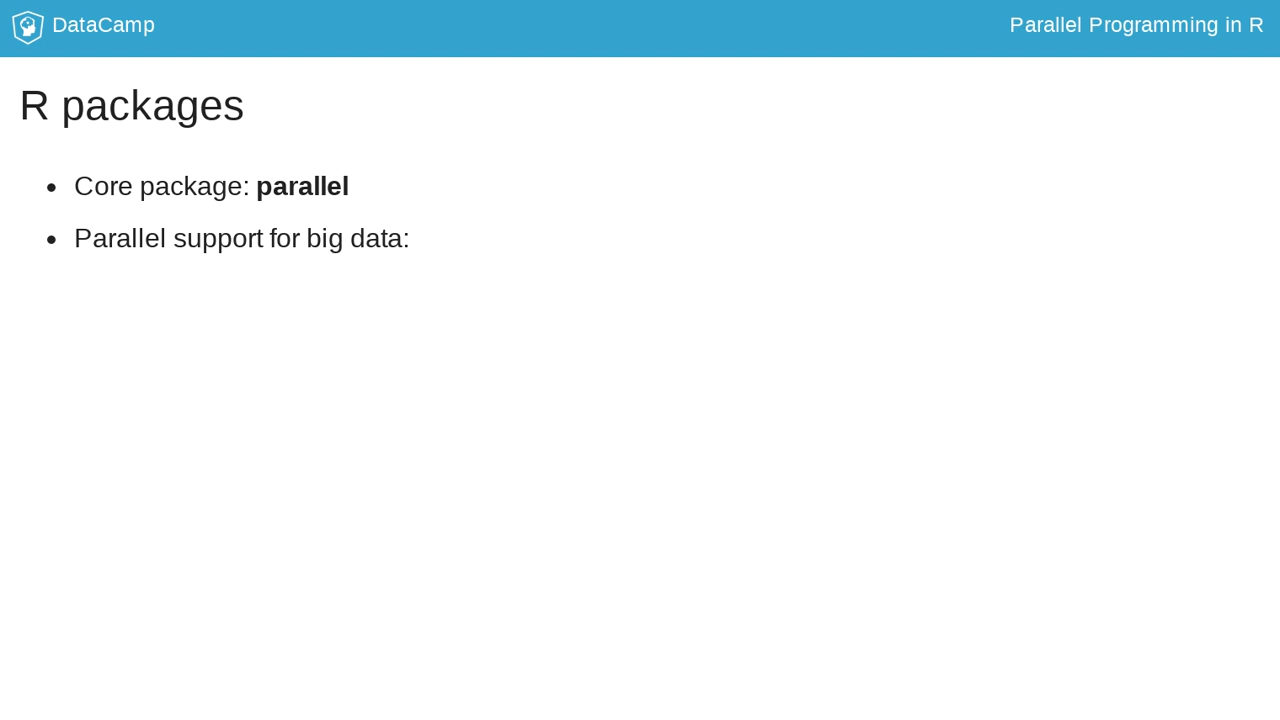 DataCamp
Parallel Programming in R
R packages
Core package: parallel
Parallel support for big data: